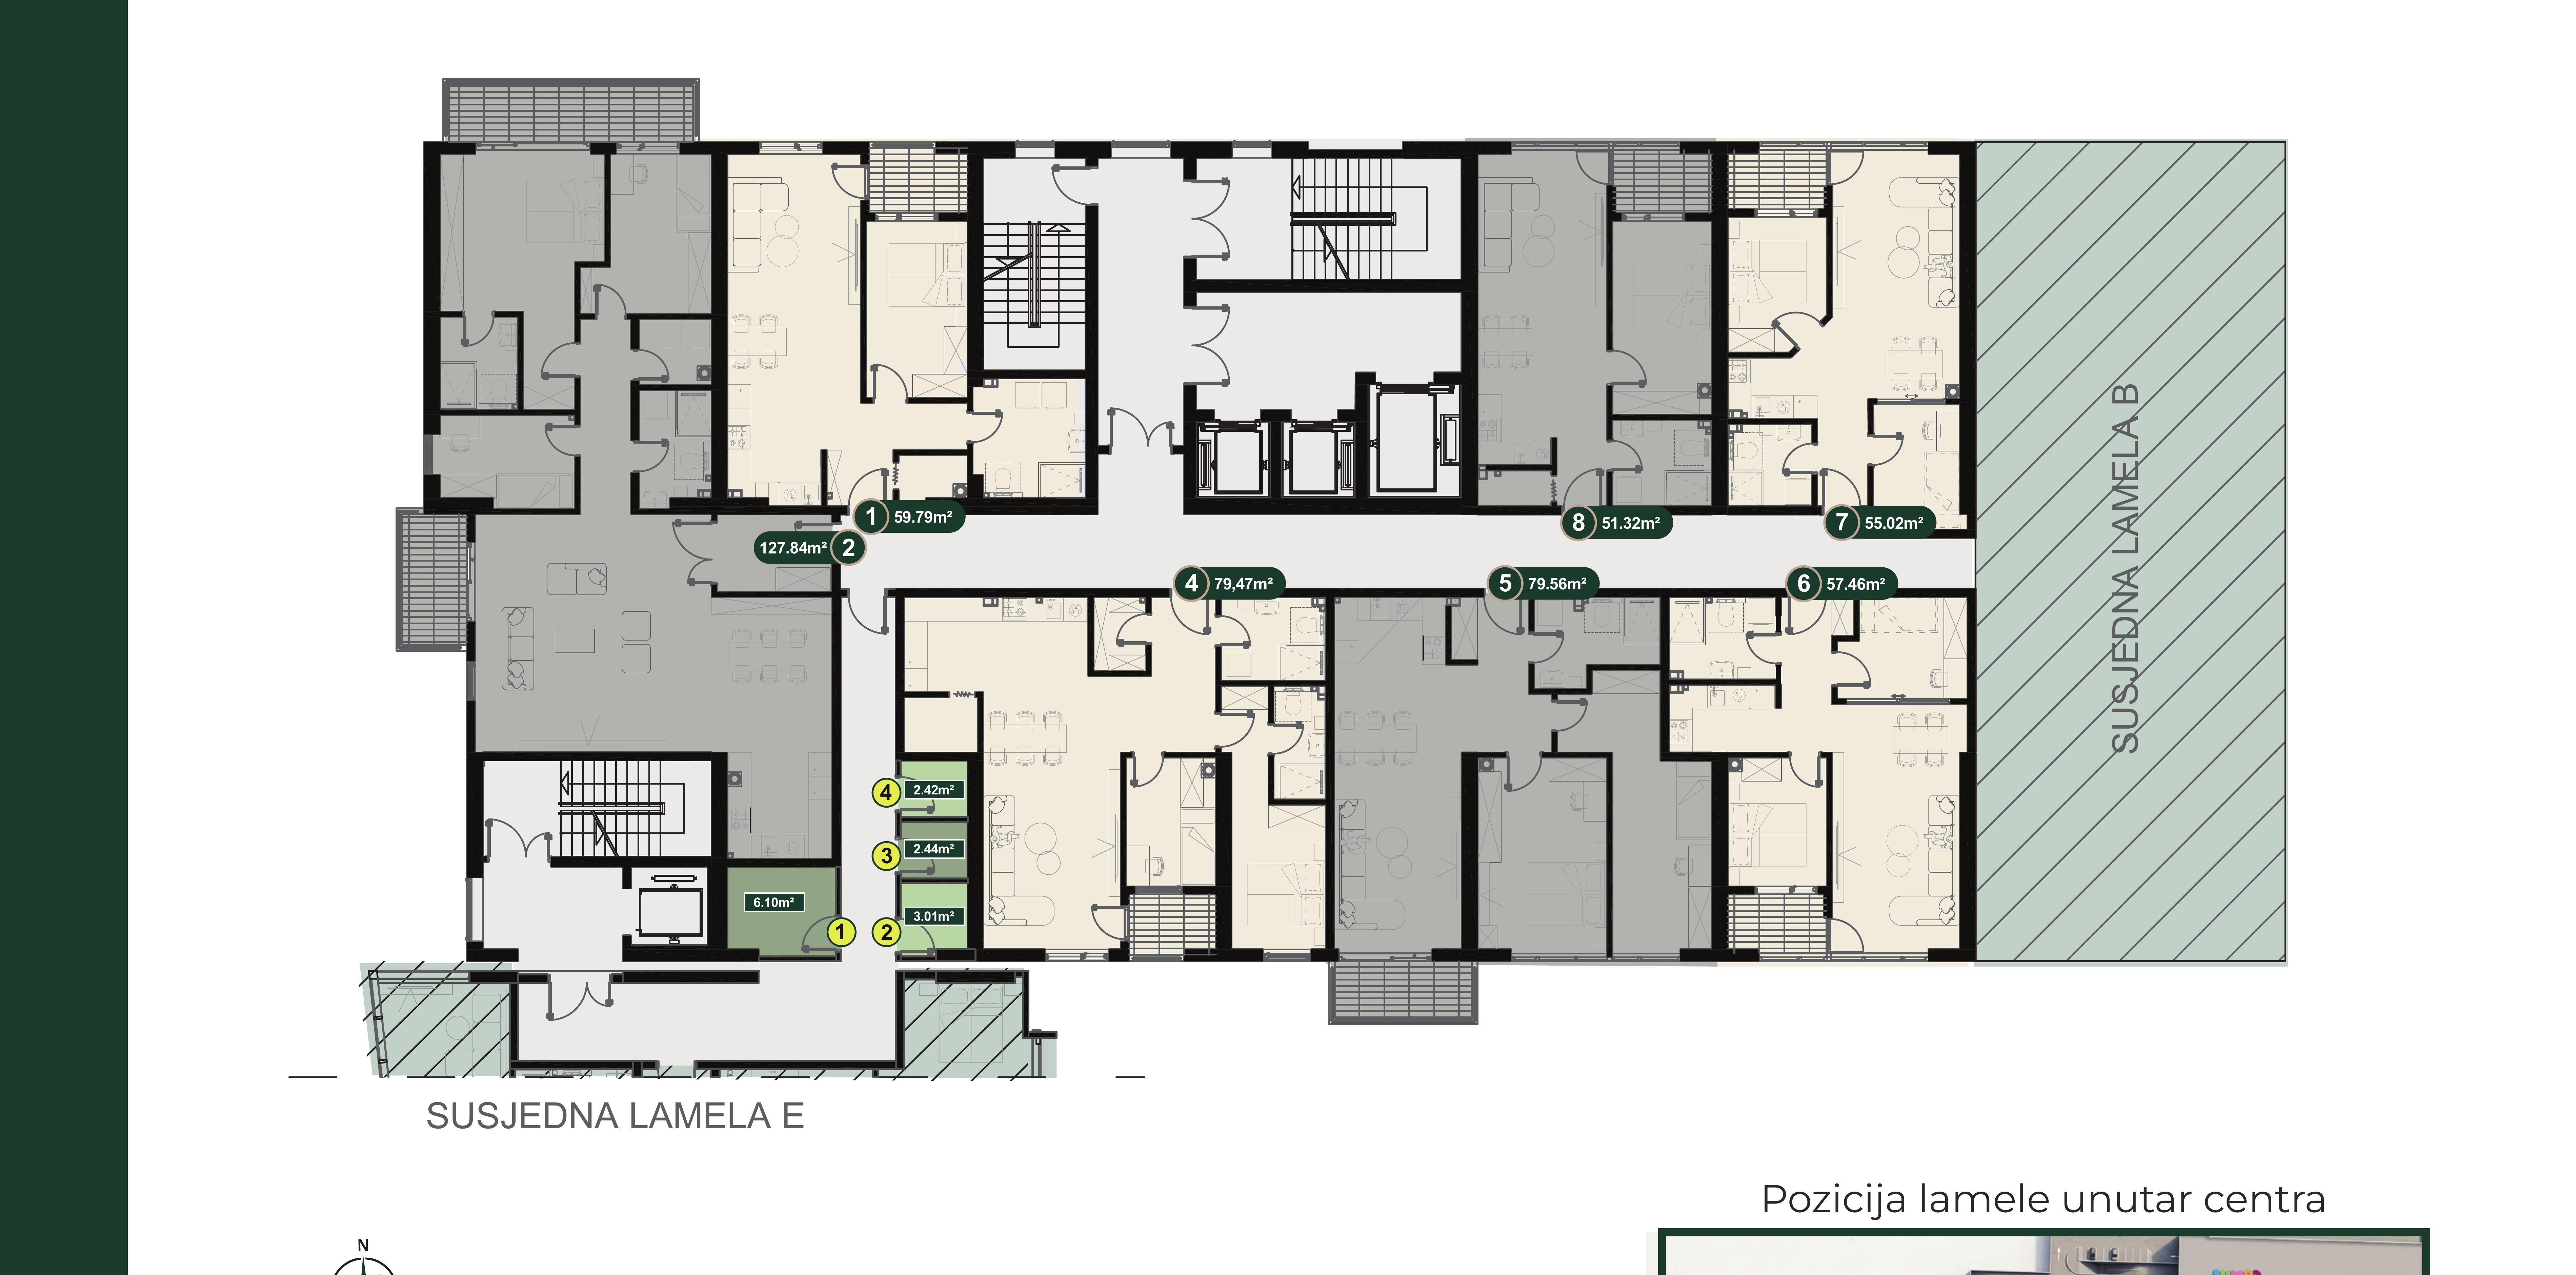 1 59.79m²
127.84m² 2
8 51.32m²
7 55.02m²
4 79,47m²
5 79.56m²
6 57.46m²
4 2.42m²
3 2.44m²
6.10m² 1
2 3.01m²
SUSJEDNA LAMELA B
SUSJEDNA LAMELA E
Pozicija lamele unutar centra
N